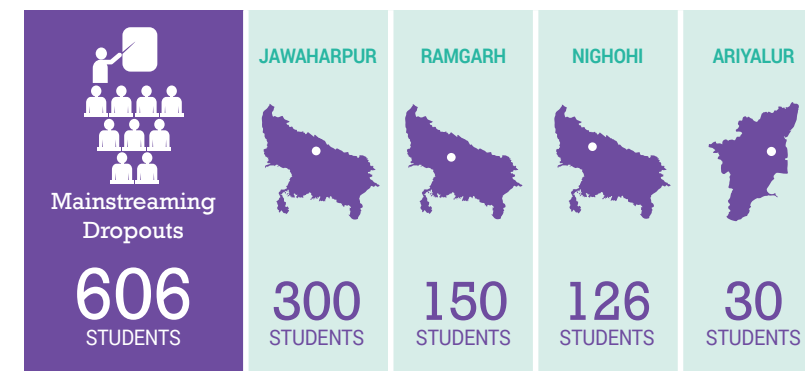 Mainstreaming
Dropouts
606
STUDENTS
JAWAHARPUR
300
STUDENTS
RAMGARH
150
STUDENTS
NIGHOHI
126
STUDENTS
ARIYALUR
30
STUDENTS